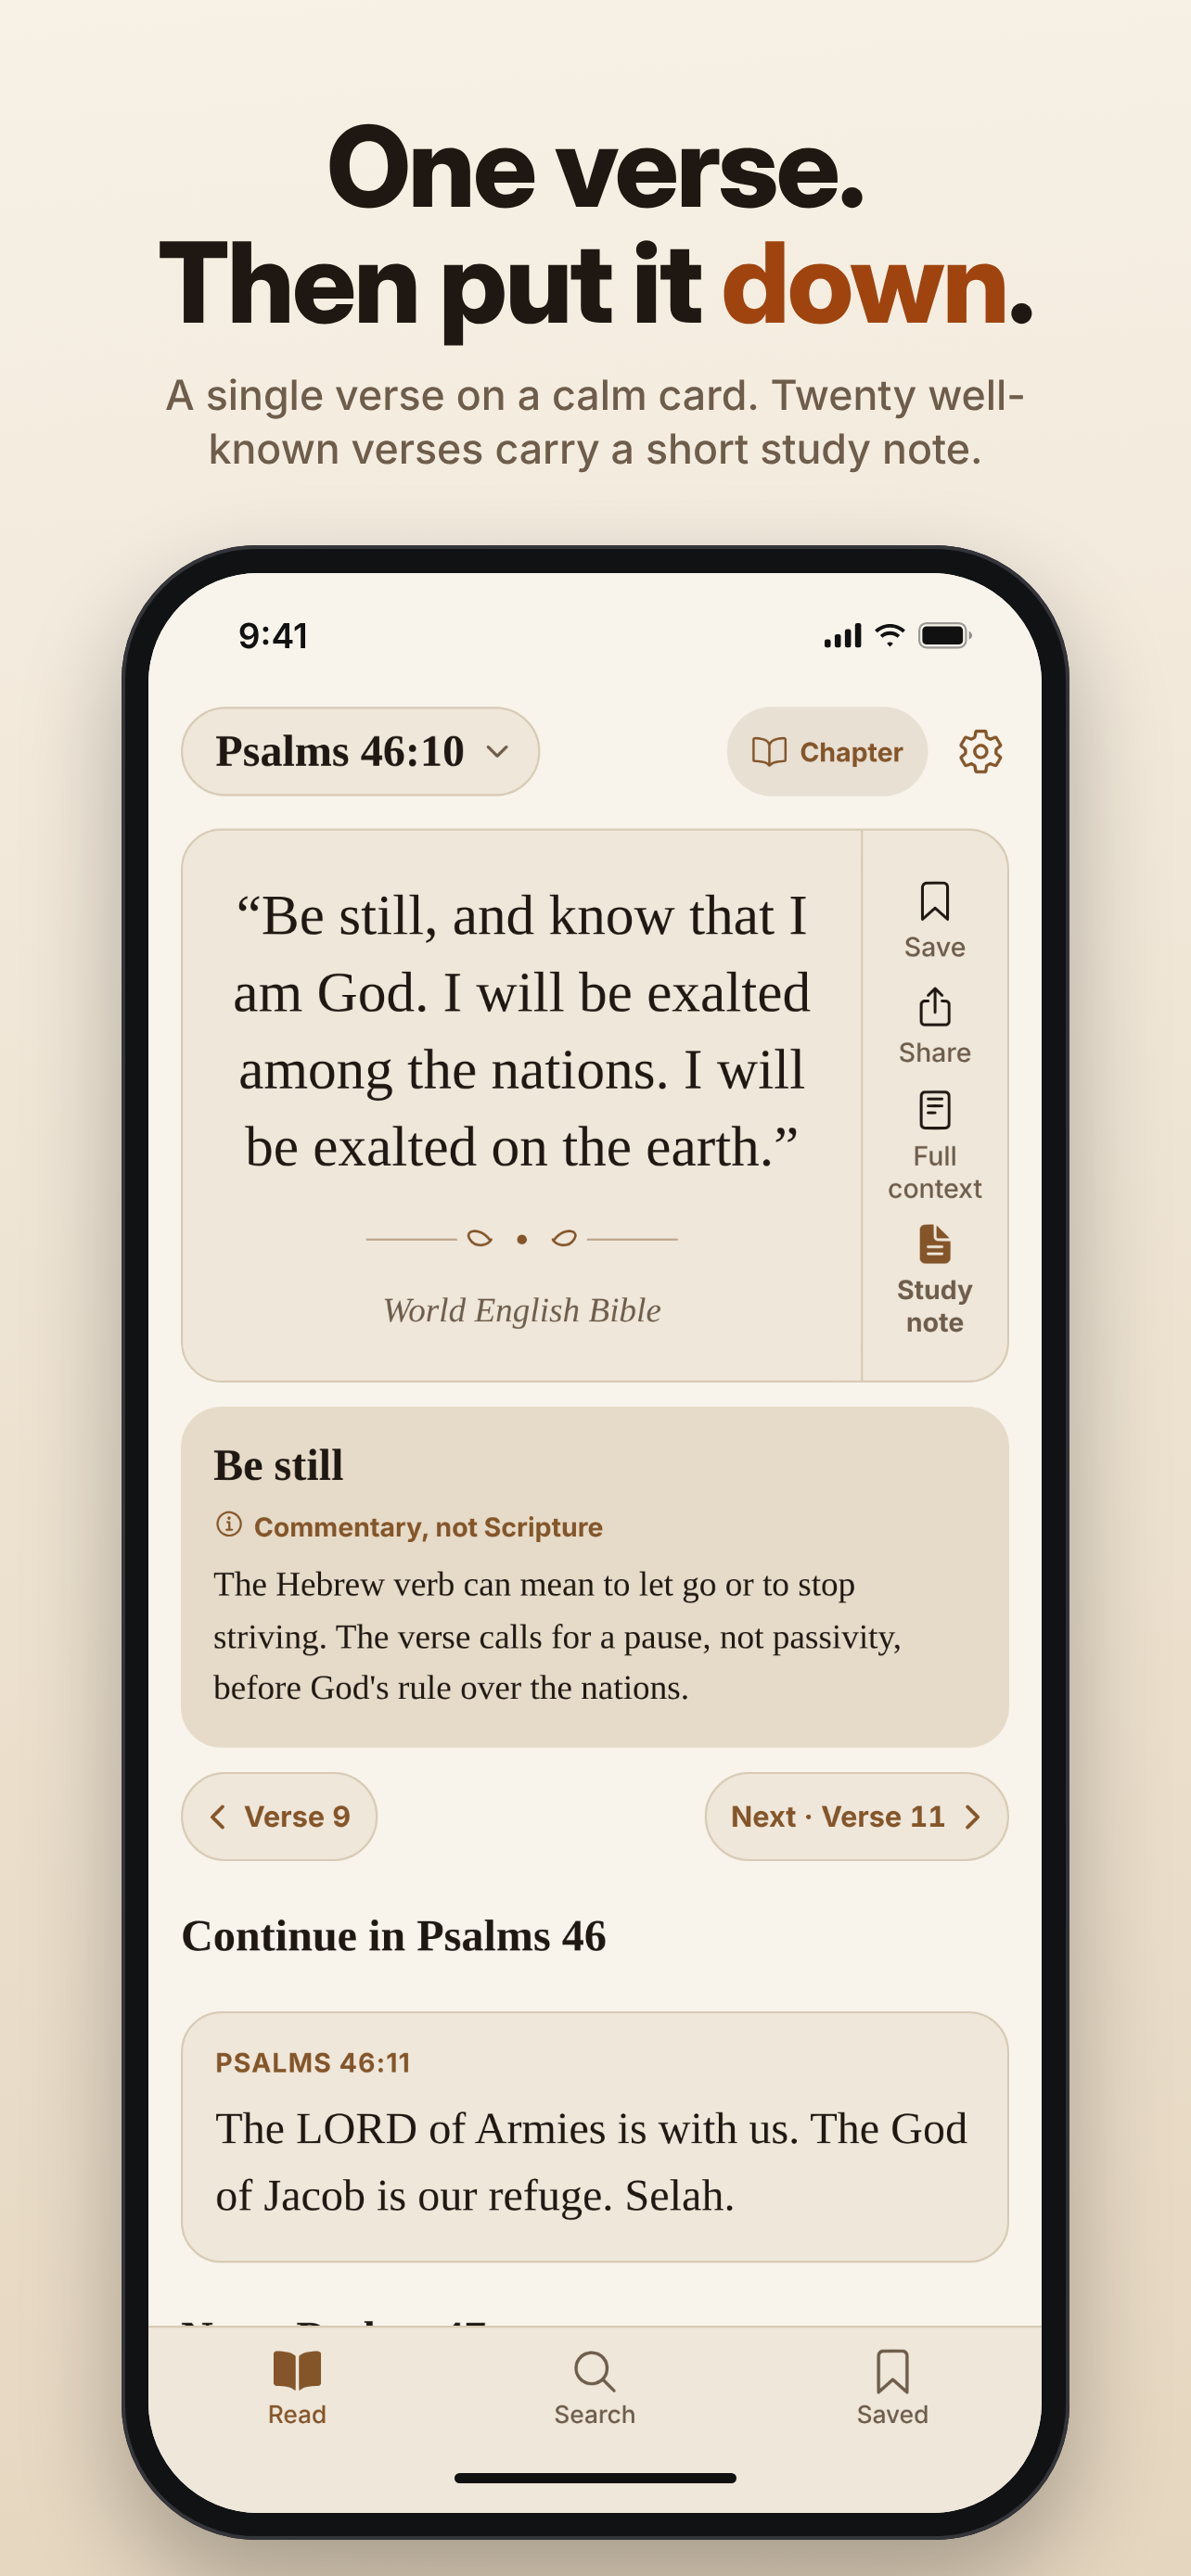 One verse.
Then put it down.
A single verse on a calm card. Twenty well-
known verses carry a short study note.
9:41
Psalms 46:10
Chapter
“Be still, and know that I
am God. I will be exalted
among the nations. I will
be exalted on the earth.”
World English Bible
Save
Share
Full
context
Study
note
Be still
Commentary, not Scripture
The Hebrew verb can mean to let go or to stop
striving. The verse calls for a pause, not passivity,
before God's rule over the nations.
Verse 9
Next · Verse 11
Continue in Psalms 46
PSALMS 46:11
The LORD of Armies is with us. The God
of Jacob is our refuge. Selah.
Read
Search
Saved